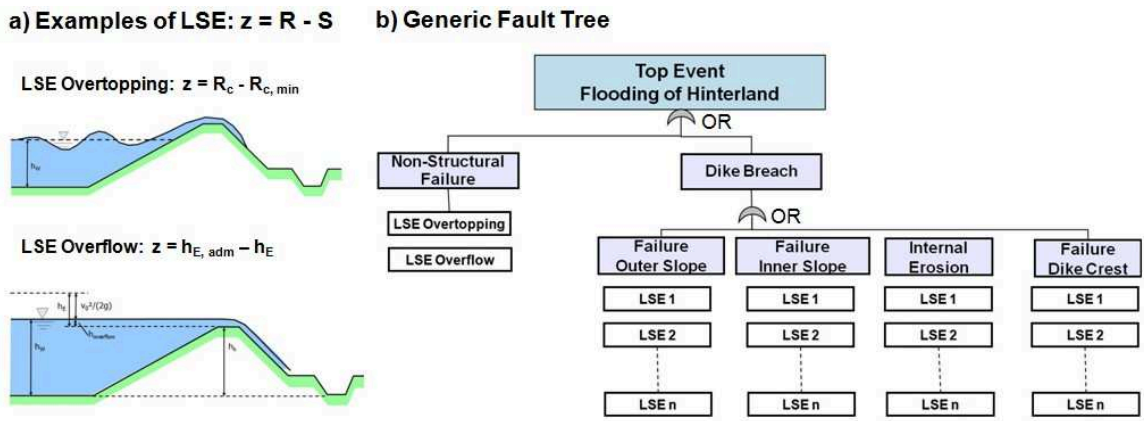 a) Examples of LSE: z = R - S
LSE Overtopping: z = Rc - Rc, min
hW
LSE Overflow: z = hE, adm – hE
hE
v0²/(2g)
hoverflow
hW
hk
b) Generic Fault Tree
Top Event
Flooding of Hinterland
OR
Non-Structural
Failure
LSE Overtopping
LSE Overflow
Dike Breach
OR
Failure
Outer Slope
LSE 1
LSE 2
LSE n
Failure
Inner Slope
LSE 1
LSE 2
LSE n
Internal
Erosion
LSE 1
LSE 2
LSE n
Failure
Dike Crest
LSE 1
LSE 2
LSE n